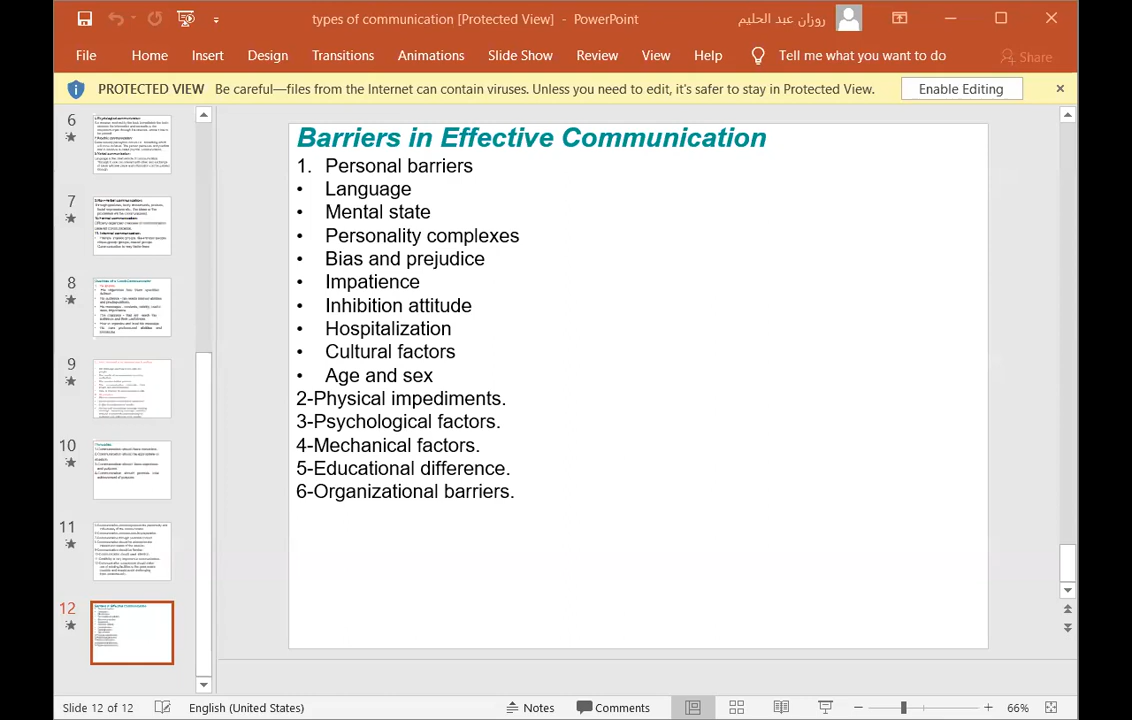 types of communication [Protected View] - PowerPoint
روزان عبد الحليم
File Home Insert Design Transitions Animations Slide Show Review View Help Tell me what you want to do Share
PROTECTED VIEW Be careful—files from the Internet can contain viruses. Unless you need to edit, it's safer to stay in Protected View. Enable Editing
6
7
8
9
10
11
12
Barriers in Effective Communication
1. Personal barriers
• Language
• Mental state
• Personality complexes
• Bias and prejudice
• Impatience
• Inhibition attitude
• Hospitalization
• Cultural factors
• Age and sex
2-Physical impediments.
3-Psychological factors.
4-Mechanical factors.
5-Educational difference.
6-Organizational barriers.
Slide 12 of 12 English (United States) Notes Comments 66%